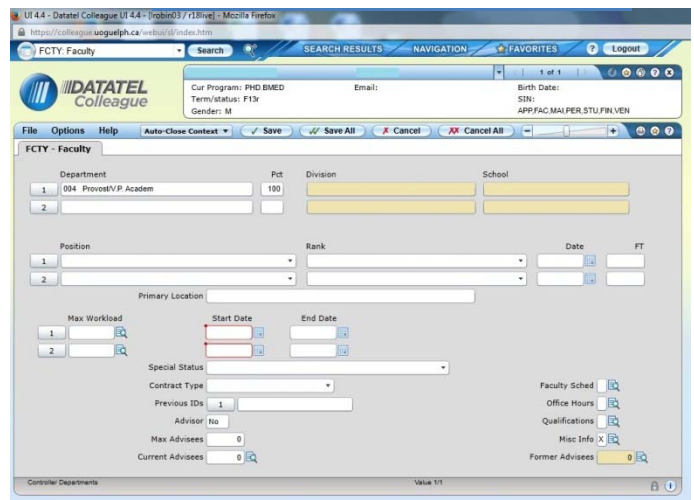 UI 4.4 - Datatel Colleague UI 4.4 - [lrobin03 / r18live] - Mozilla Firefox
https://colleague.uoguelph.ca/webui/sl/index.htm
FCTY: Faculty Search SEARCH RESULTS NAVIGATION FAVORITES ? Logout
1 of 1
DATATEL
Colleague
Cur Program: PHD.BMED Email: Birth Date:
Term/status: F13r SIN:
Gender: M APP,FAC,MAI,PER,STU,FIN,VEN
File Options Help Auto-Close Context Save Save All Cancel Cancel All
FCTY - Faculty
Department Pct Division School
1 004 Provost/V.P. Academ 100
2
Position Rank Date FT
1
2
Primary Location
Max Workload Start Date End Date
1
2
Special Status
Contract Type Faculty Sched
Previous IDs 1 Office Hours
Advisor No Qualifications
Max Advisees 0 Misc Info X
Current Advisees 0 Former Advisees 0
Controller Departments Value 1/1